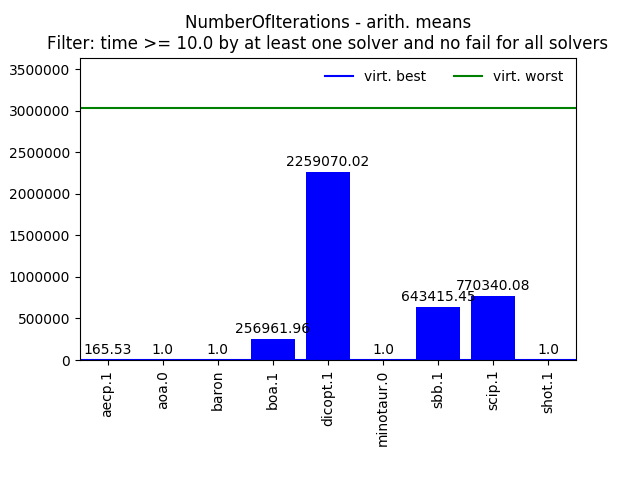 NumberOfIterations - arith. means
Filter: time >= 10.0 by at least one solver and no fail for all solvers
virt. best
virt. worst
3500000
3000000
2500000
2000000
1500000
1000000
500000
0
165.53
1.0
1.0
256961.96
2259070.02
1.0
643415.45
770340.08
1.0
aecp.1
aoa.0
baron
boa.1
dicopt.1
minotaur.0
sbb.1
scip.1
shot.1